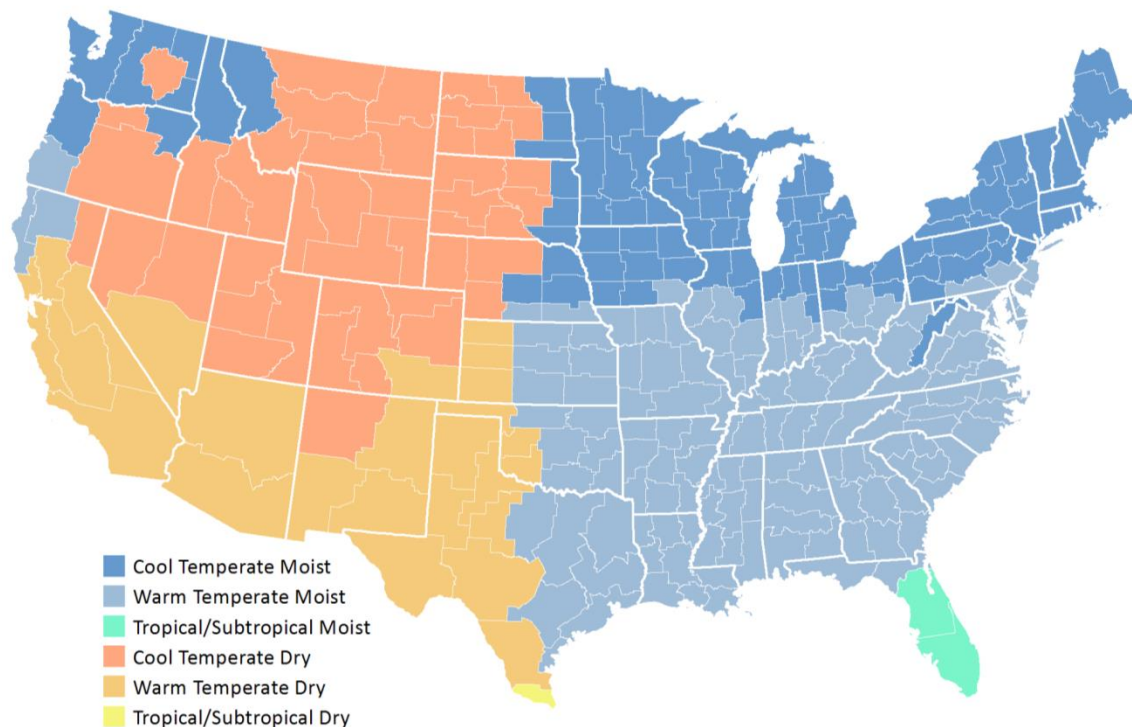 Cool Temperate Moist
Warm Temperate Moist
Tropical/Subtropical Moist
Cool Temperate Dry
Warm Temperate Dry
Tropical/Subtropical Dry